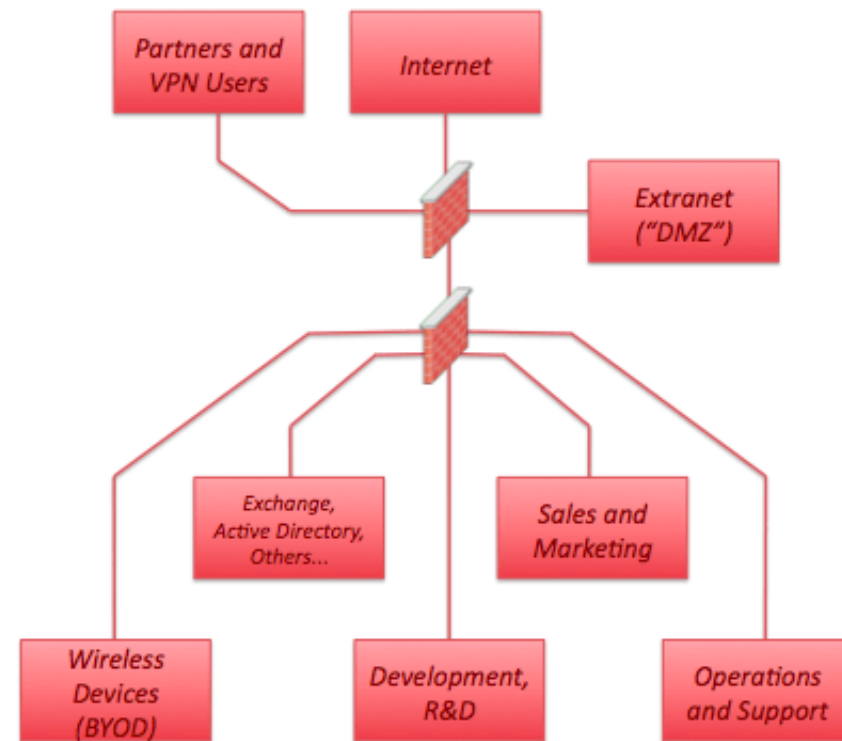 Partners and
VPN Users
Internet
Extranet
(“DMZ”)
Exchange,
Active Directory,
Others...
Sales and
Marketing
Wireless
Devices
(BYOD)
Development,
R&D
Operations
and Support